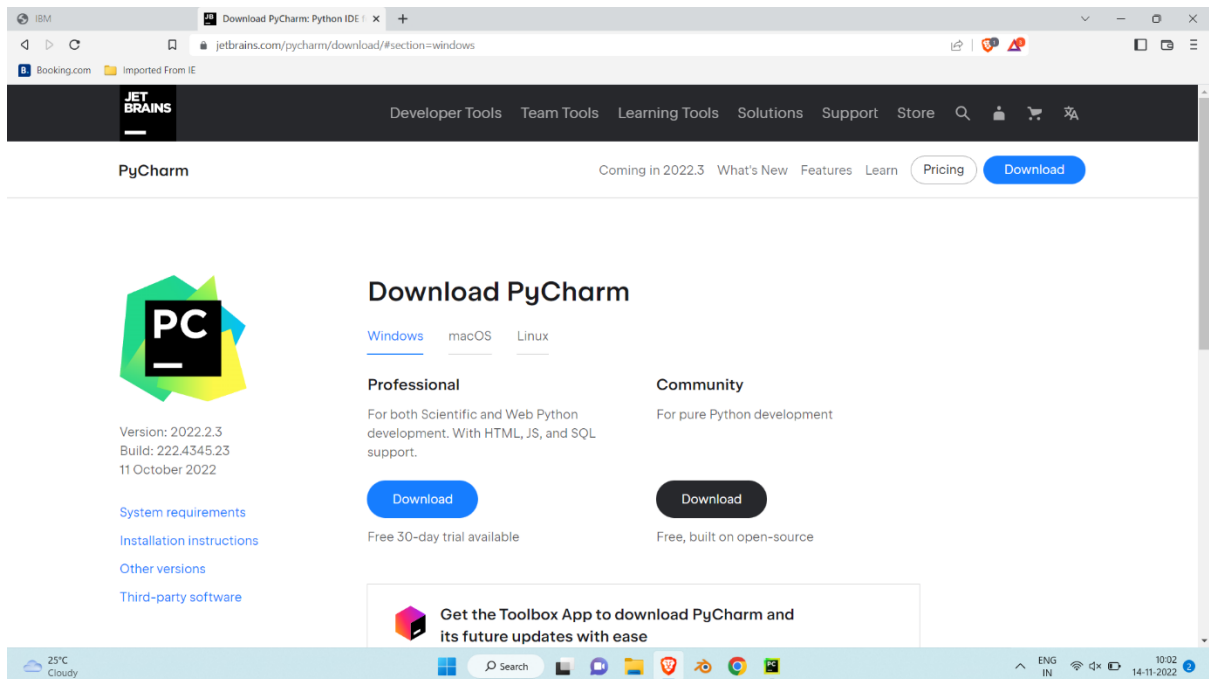 IBM
Download PyCharm: Python IDE f
jetbrains.com/pycharm/download/#section=windows
B. Booking.com Imported From IE
JET
BRAINS
Developer Tools Team Tools Learning Tools Solutions Support Store
PyCharm
Coming in 2022.3 What's New Features Learn Pricing Download
PC
Version: 2022.2.3
Build: 222.4345.23
11 October 2022
System requirements
Installation instructions
Other versions
Third-party software
Download PyCharm
Windows macOS Linux
Professional
For both Scientific and Web Python
development. With HTML, JS, and SQL
support.
Download
Free 30-day trial available
Community
For pure Python development
Download
Free, built on open-source
Get the Toolbox App to download PyCharm and
its future updates with ease
25°C
Cloudy
Search
PC
ENG
IN
10:02
14-11-2022
2